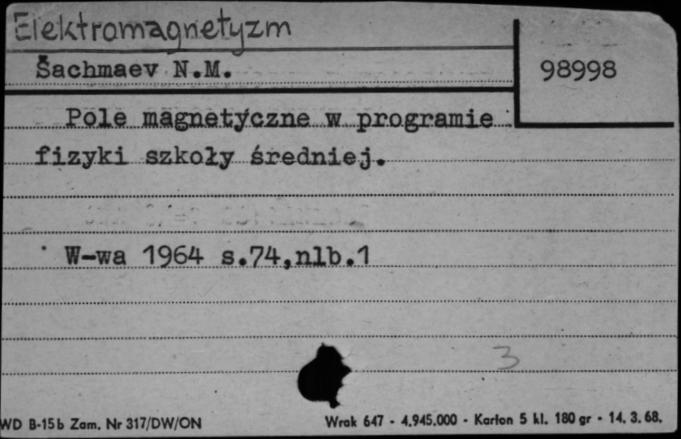 Elektromagnetyzm
Šachmaev N.M.
98998
Pole magnetyczne w programie
fizyki szkoły średniej.
W-wa 1964 s.74,nlb.1
3
WD B-15b Zam. Nr 317/DW/ON
Wrak 647 - 4.945.000 - Karton 5 kl. 180 gr - 14.3.68.